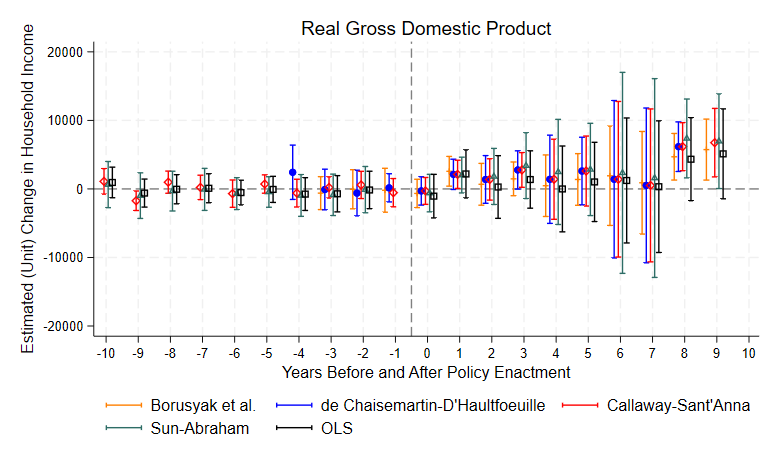 Real Gross Domestic Product
Estimated (Unit) Change in Household Income
20000
10000
0
-10000
-20000
-10 -9 -8 -7 -6 -5 -4 -3 -2 -1 0 1 2 3 4 5 6 7 8 9 10
Years Before and After Policy Enactment
Borusyak et al. de Chaisemartin-D'Haultfoeuille Callaway-Sant'Anna
Sun-Abraham OLS